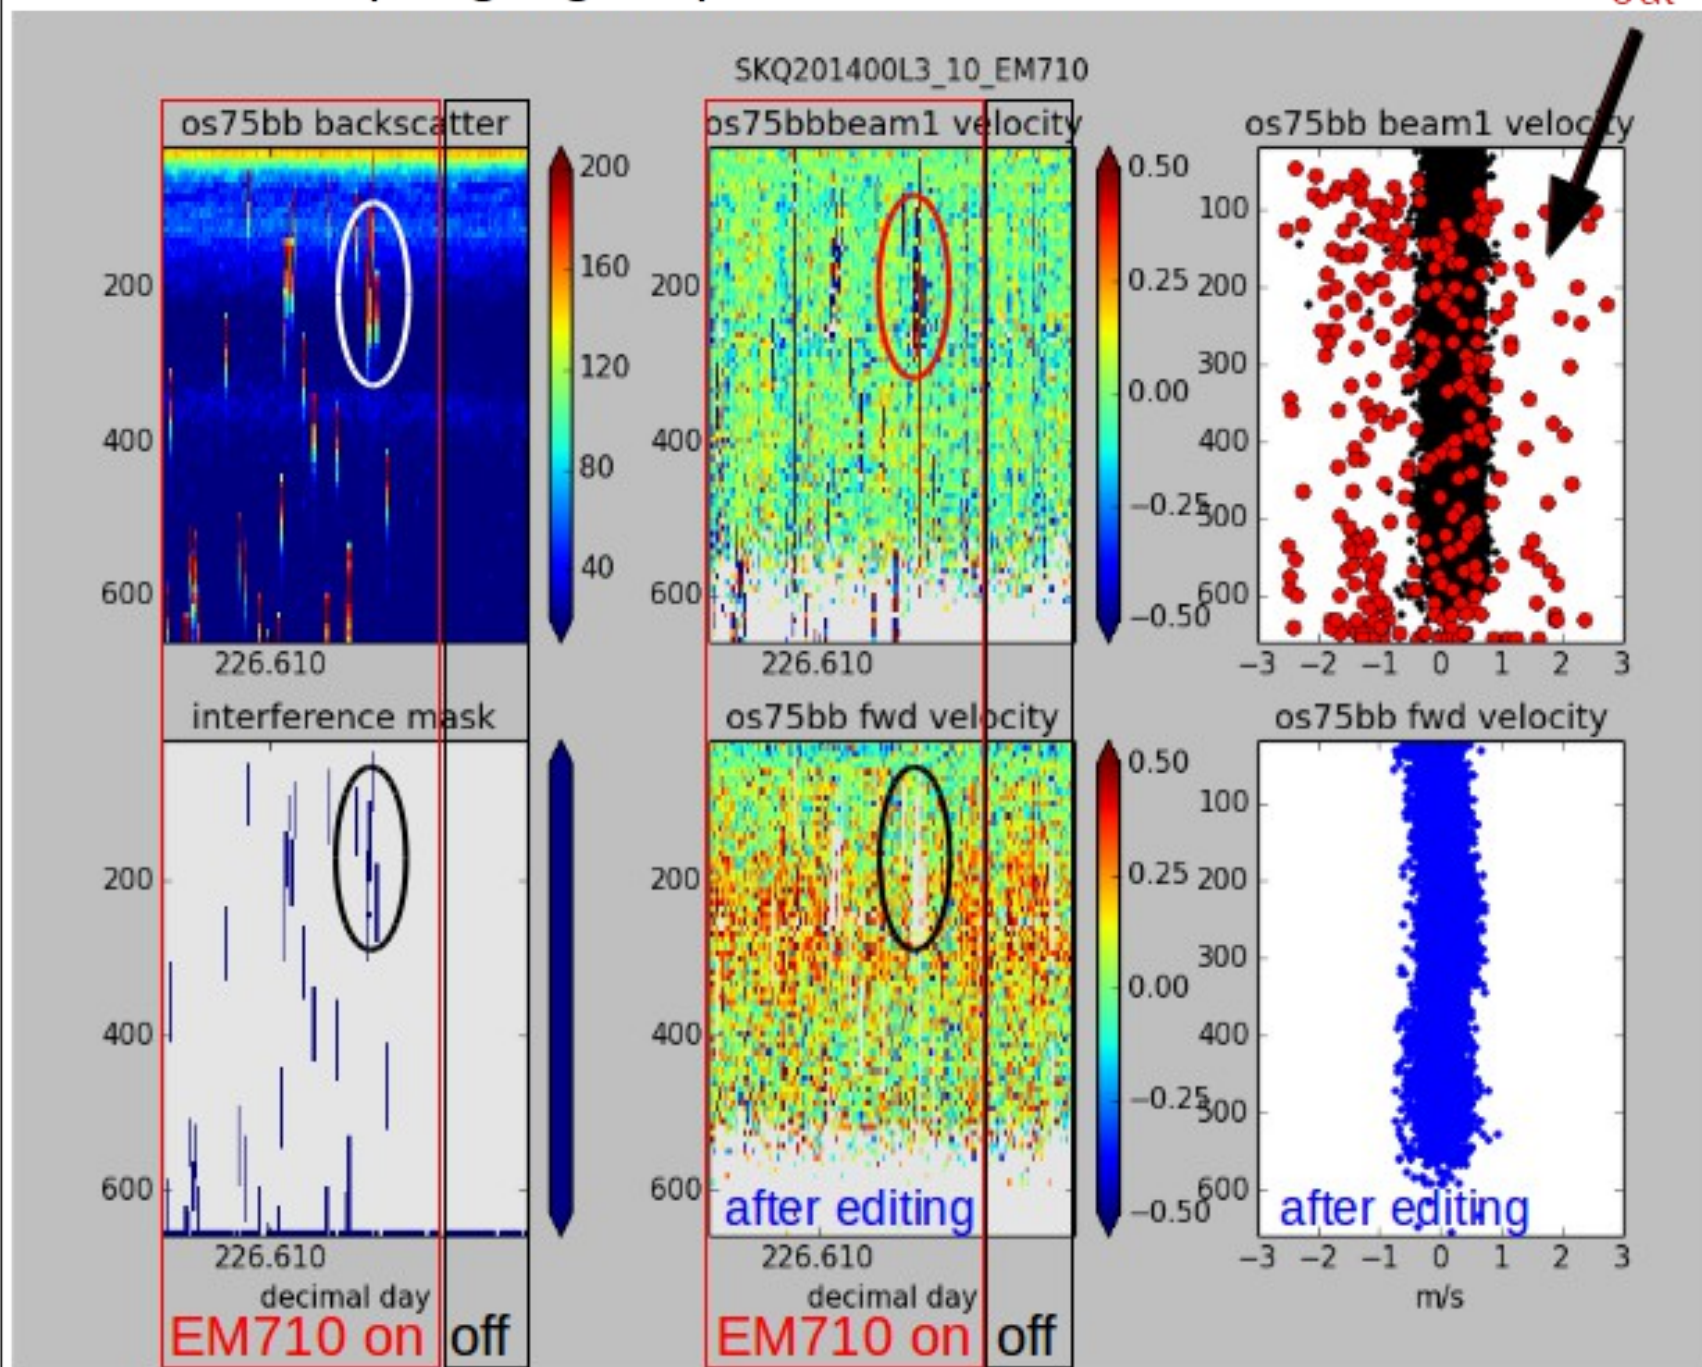 SKQ201400L3_10_EM710
os75bb backscatter
os75bbbeam1 velocity
os75bb beam1 velocity
200
160
120
80
40
200
400
600
226.610
0.50
0.25
0.00
−0.25
−0.50
200
400
600
226.610
100
200
300
400
500
600
−3 −2 −1 0 1 2 3
interference mask
os75bb fwd velocity
os75bb fwd velocity
200
400
600
226.610
decimal day
0.50
0.25
0.00
−0.25
−0.50
200
400
600
after editing
226.610
decimal day
100
200
300
400
500
600
after editing
−3 −2 −1 0 1 2 3
m/s
EM710 on off
EM710 on off